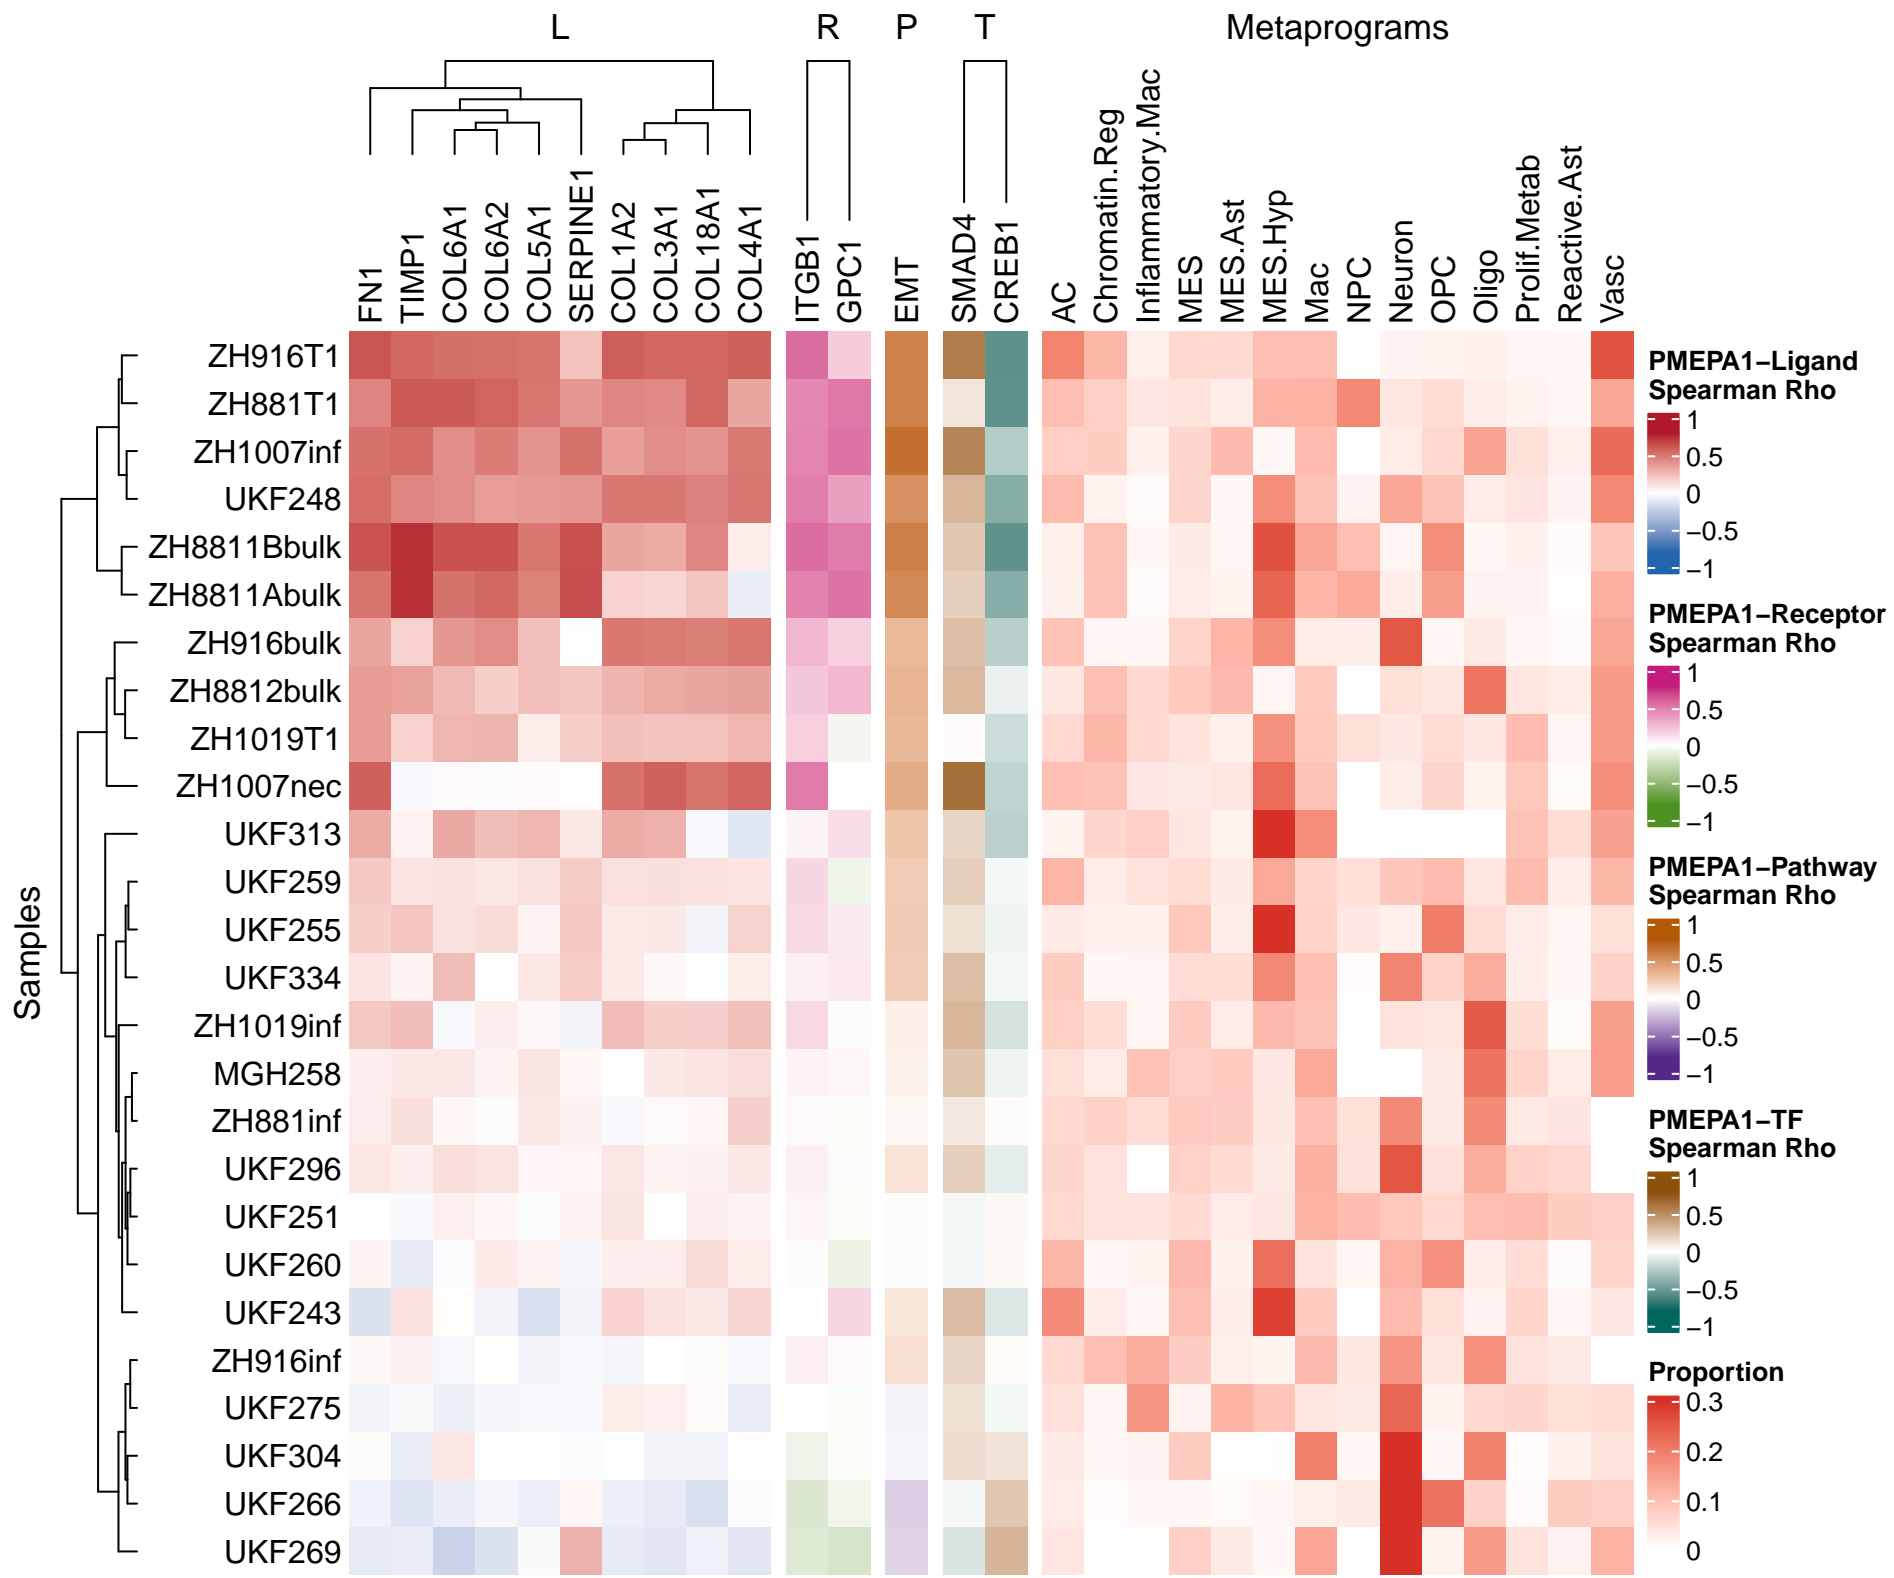 L R P T Metaprograms
FN1
TIMP1
COL6A1
COL6A2
COL5A1
SERPINE1
COL1A2
COL3A1
COL18A1
COL4A1
ITGB1
GPC1
EMT
SMAD4
CREB1
AC
Chromatin.Reg
Inflammatory.Mac
MES
MES.Ast
MES.Hyp
Mac
NPC
Neuron
OPC
Oligo
Prolif.Metab
Reactive.Ast
Vasc
Samples
ZH916T1
ZH881T1
ZH1007inf
UKF248
ZH8811Bbulk
ZH8811Abulk
ZH916bulk
ZH8812bulk
ZH1019T1
ZH1007nec
UKF313
UKF259
UKF255
UKF334
ZH1019inf
MGH258
ZH881inf
UKF296
UKF251
UKF260
UKF243
ZH916inf
UKF275
UKF304
UKF266
UKF269
PMEPA1−Ligand
Spearman Rho
1
0.5
0
−0.5
−1
PMEPA1−Receptor
Spearman Rho
1
0.5
0
−0.5
−1
PMEPA1−Pathway
Spearman Rho
1
0.5
0
−0.5
−1
PMEPA1−TF
Spearman Rho
1
0.5
0
−0.5
−1
Proportion
0.3
0.2
0.1
0